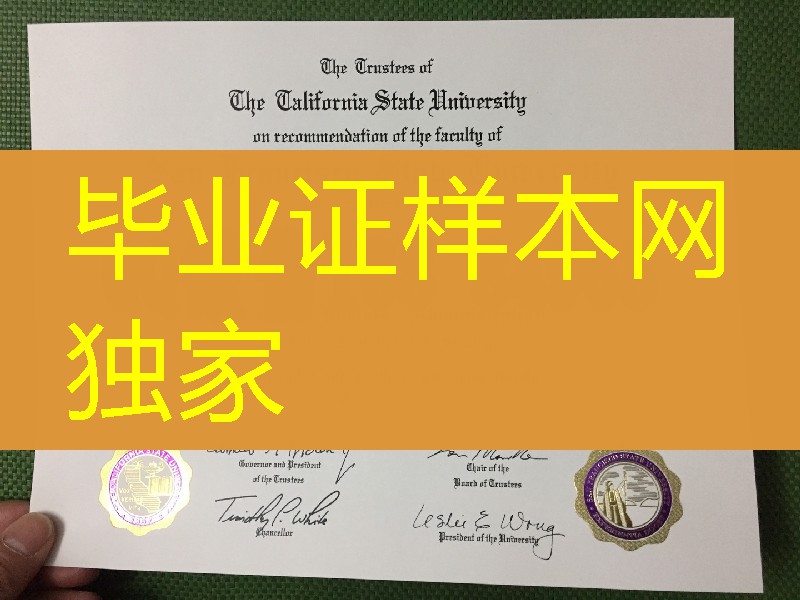 The Trustees of
The California State University
on recommendation of the faculty of
毕业证样本网
独家
Governor and President
of the Trustees
Chair of the
Board of Trustees
Timothy P. White
Chancellor
Leslie E Wong
President of the University